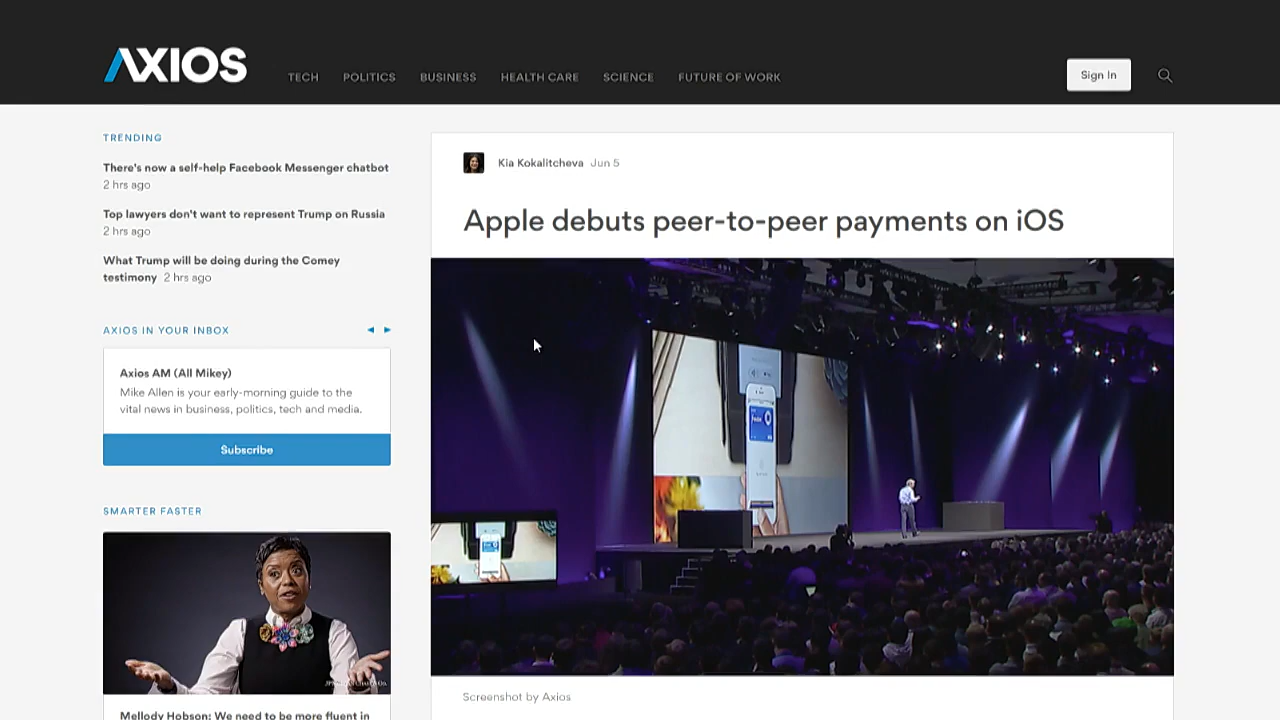 AXIOS
TECH POLITICS BUSINESS HEALTH CARE SCIENCE FUTURE OF WORK
Sign In
TRENDING
There's now a self-help Facebook Messenger chatbot
2 hrs ago
Top lawyers don't want to represent Trump on Russia
2 hrs ago
What Trump will be doing during the Comey
testimony 2 hrs ago
AXIOS IN YOUR INBOX
Axios AM (All Mikey)
Mike Allen is your early-morning guide to the
vital news in business, politics, tech and media.
Subscribe
SMARTER FASTER
Mellody Hobson: We need to be more fluent in
Kia Kokalitcheva Jun 5
Apple debuts peer-to-peer payments on iOS
Screenshot by Axios